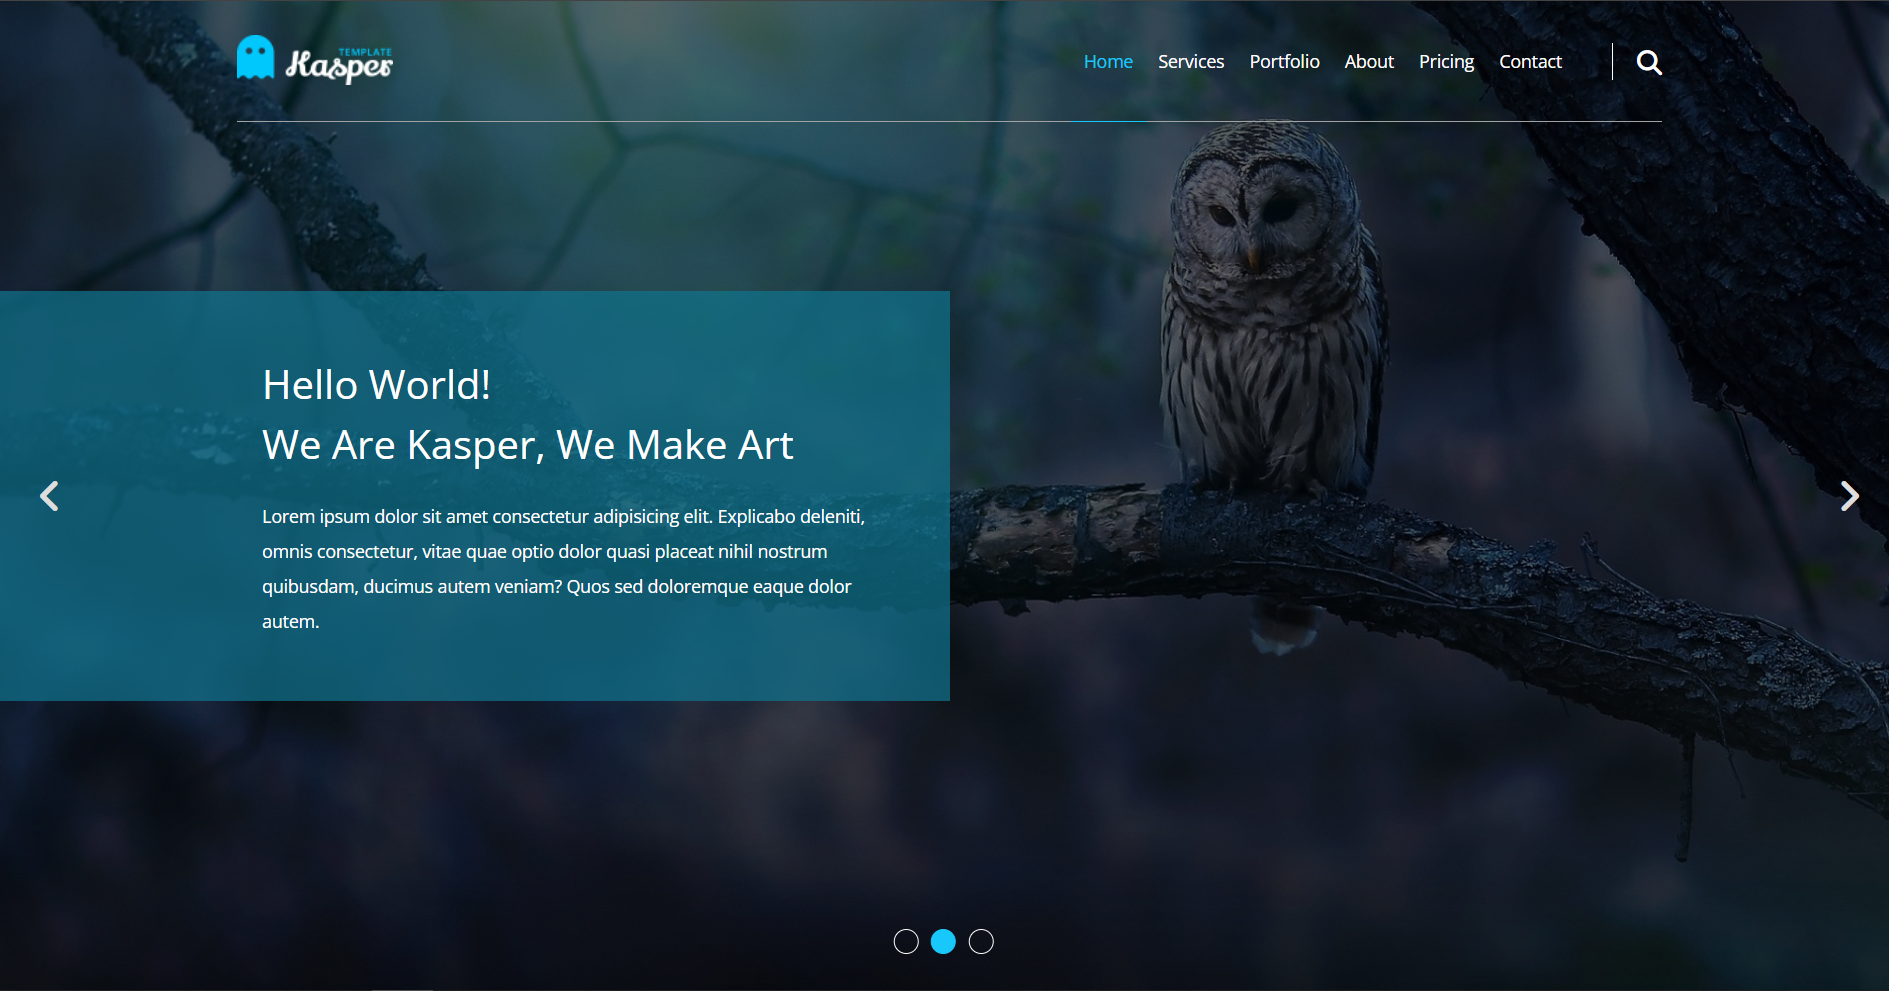 TEMPLATE
Kasper
Home Services Portfolio About Pricing Contact
Hello World!
We Are Kasper, We Make Art
Lorem ipsum dolor sit amet consectetur adipisicing elit. Explicabo deleniti,
omnis consectetur, vitae quae optio dolor quasi placeat nihil nostrum
quibusdam, ducimus autem veniam? Quos sed doloremque eaque dolor
autem.